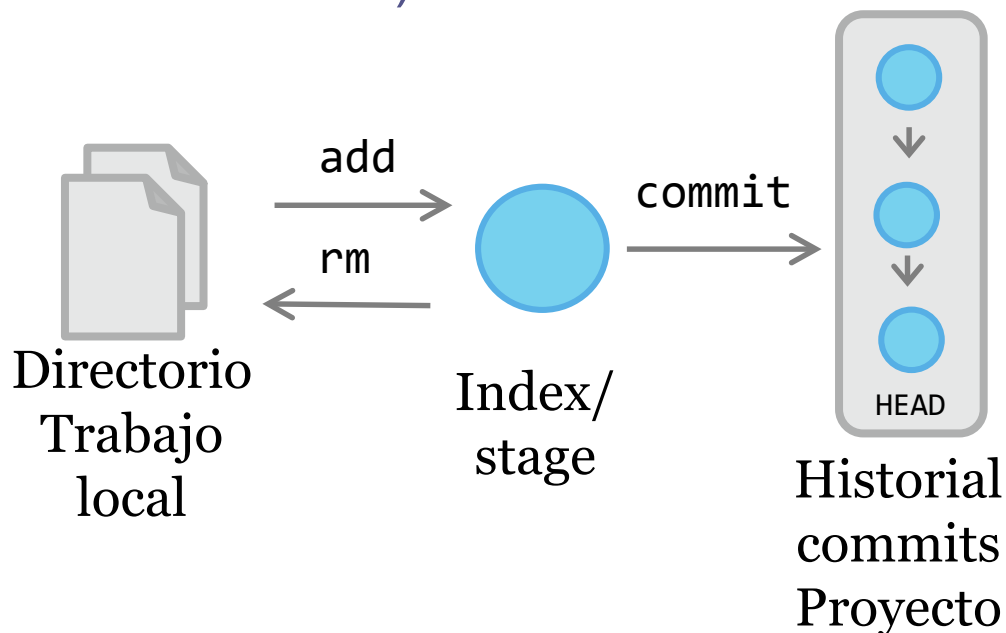 add
rm
commit
HEAD
Directorio
Trabajo
local
Index/
stage
Historial
commits
Proyecto